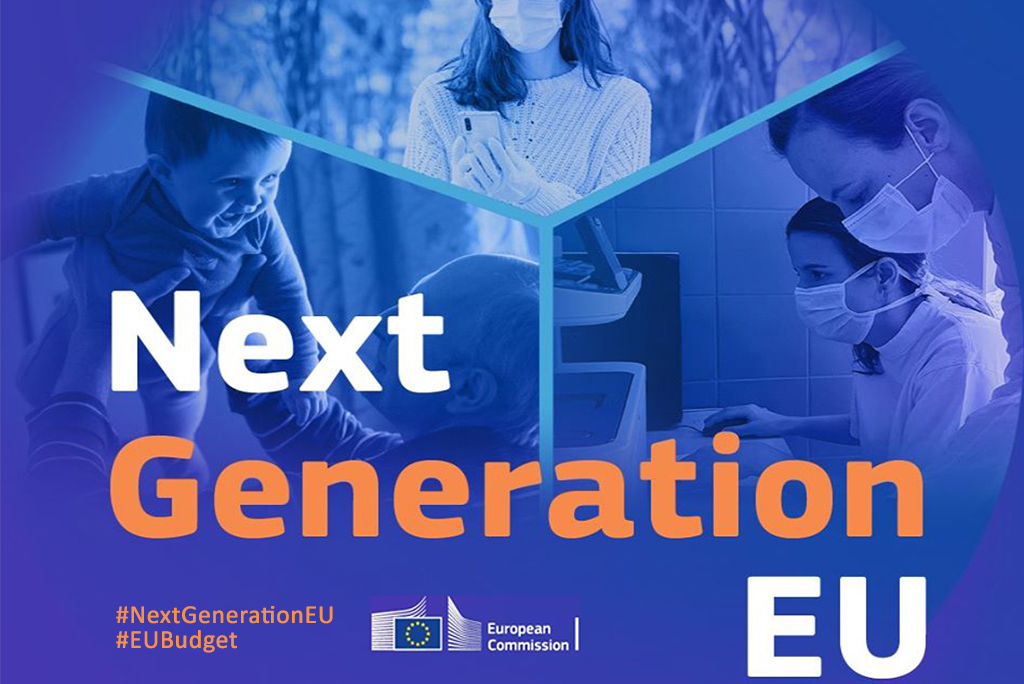 Next
Generation
EU
#NextGenerationEU
#EUBudget
European
Commission